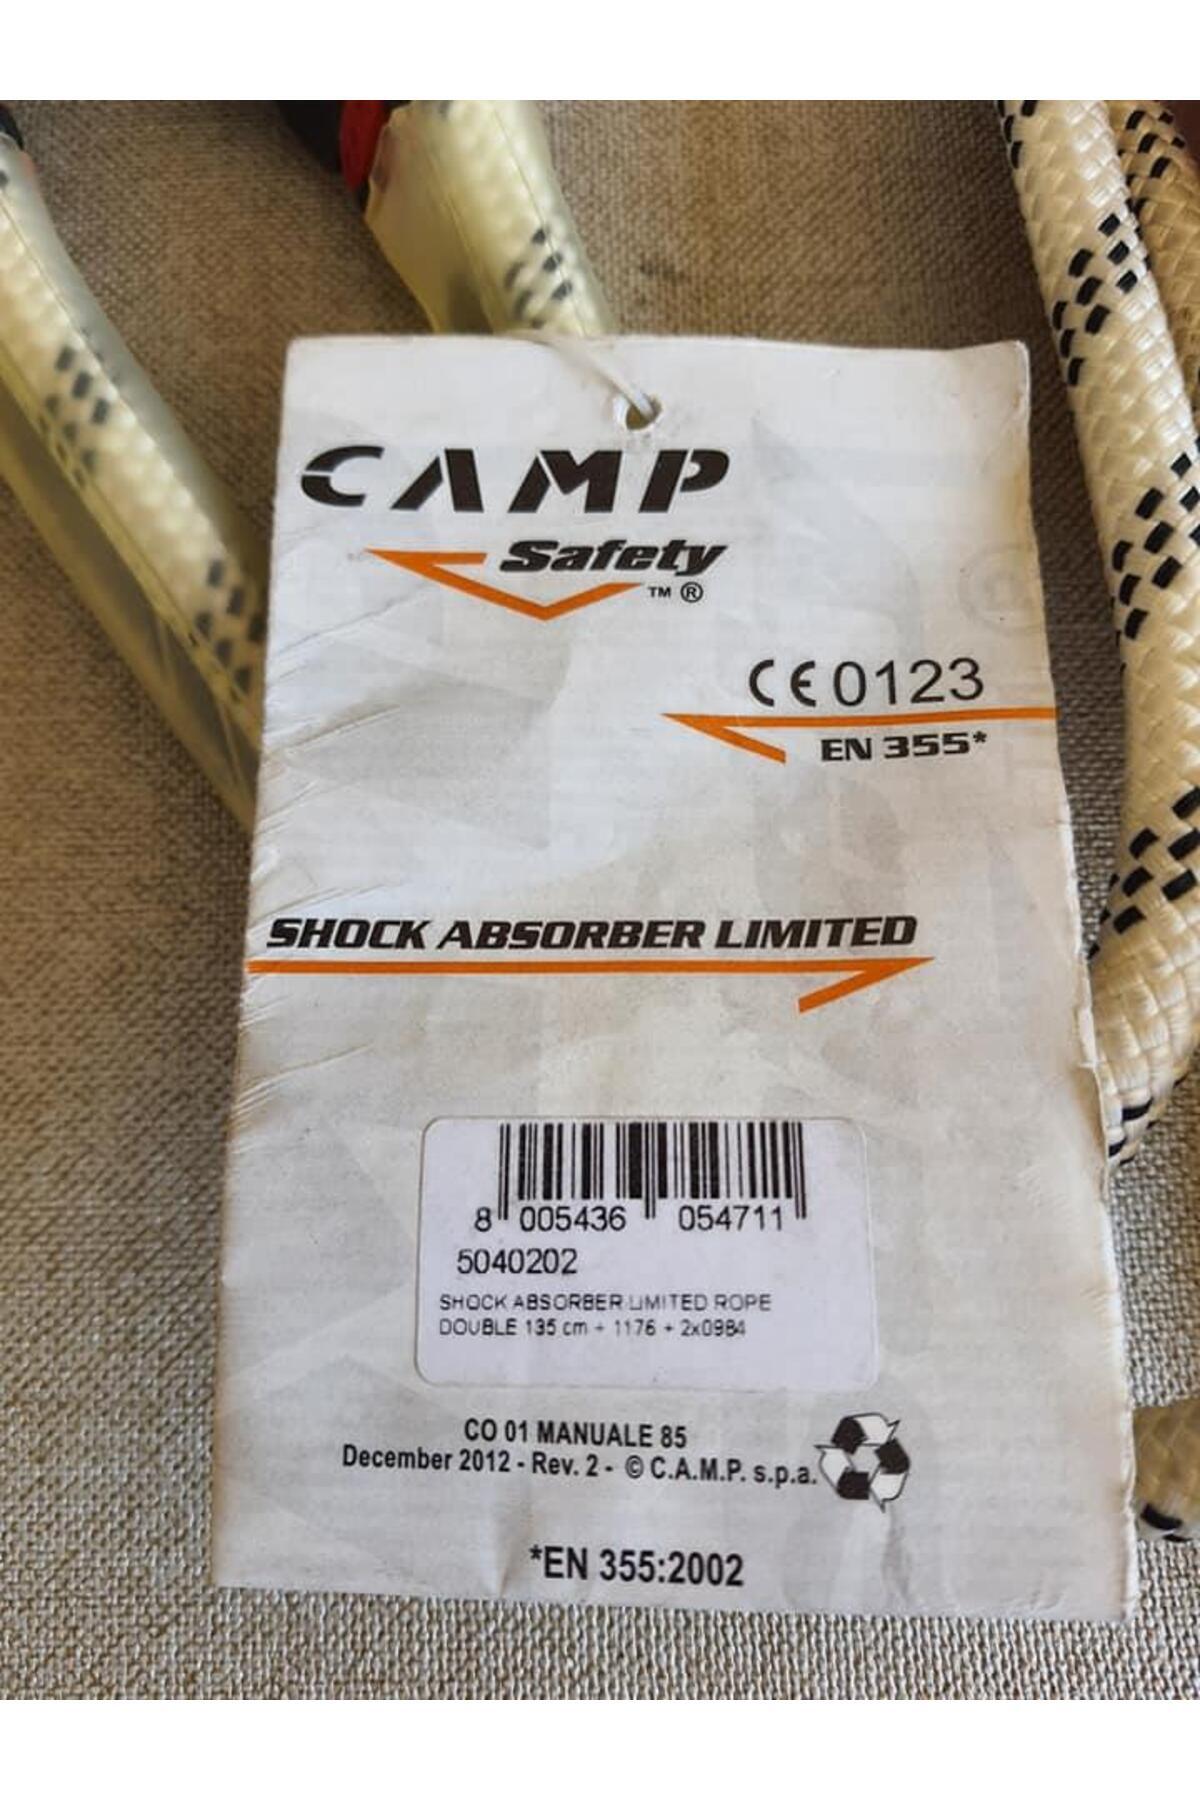 CAMP
Safety
™ ®
CE 0123
EN 355*
SHOCK ABSORBER LIMITED
8 005436 054711
5040202
SHOCK ABSORBER LIMITED ROPE
DOUBLE 135 cm + 1176 + 2x0984
CO 01 MANUALE 85
December 2012 - Rev. 2 - © C.A.M.P. s.p.a.
*EN 355:2002